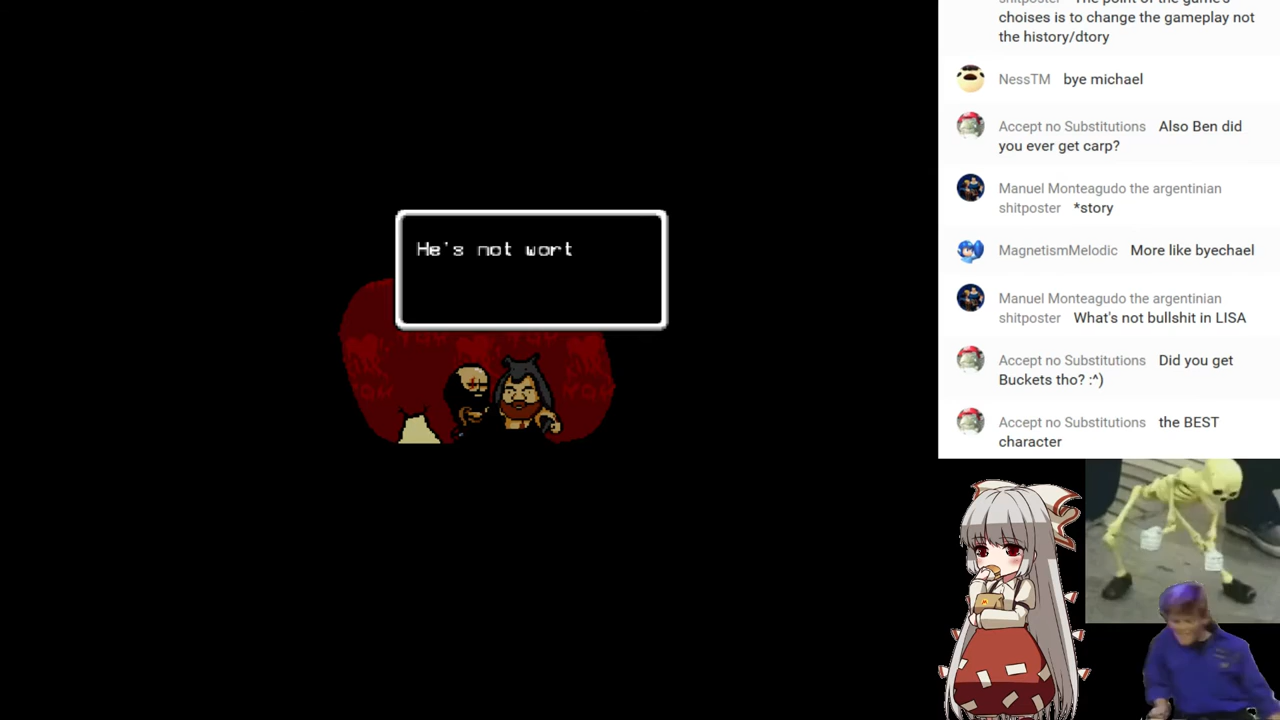 He's not wort
shitposter The point of the game's
choises is to change the gameplay not
the history/dtory
NessTM bye michael
Accept no Substitutions Also Ben did
you ever get carp?
Manuel Monteagudo the argentinian
shitposter *story
MagnetismMelodic More like byechael
Manuel Monteagudo the argentinian
shitposter What's not bullshit in LISA
Accept no Substitutions Did you get
Buckets tho? :^)
Accept no Substitutions the BEST
character